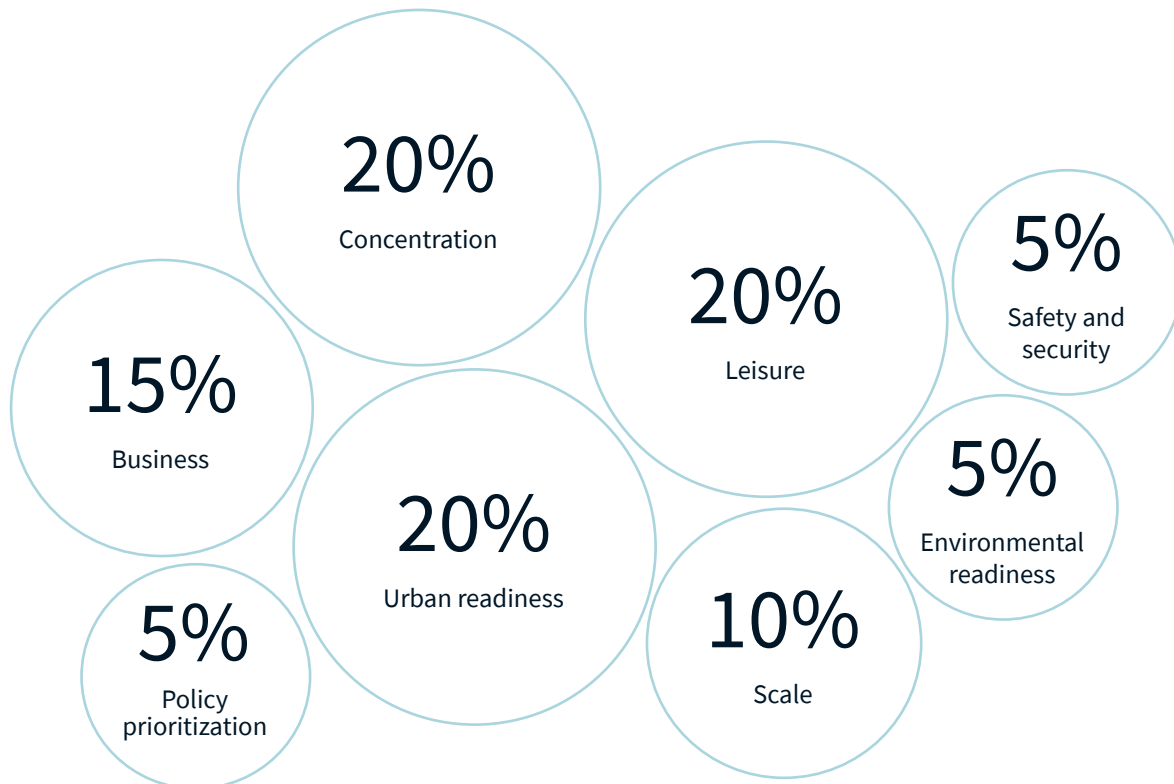 20%
Concentration
20%
Leisure
5%
Safety and
security
15%
Business
20%
Urban readiness
5%
Environmental
readiness
5%
Policy
prioritization
10%
Scale